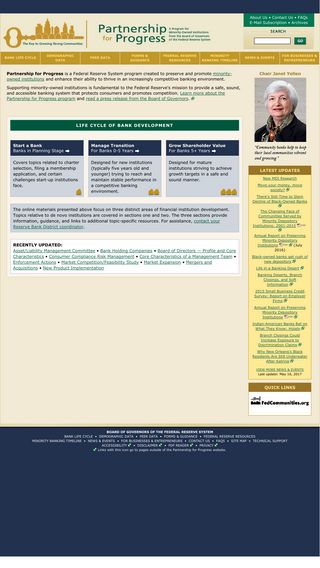 About Us • Contact Us • FAQs
E-Mail Subscription • Archives
SEARCH
GO
Partnership
for Progress
A Program for
Minority-Owned Institutions
from the Board of Governors
of the Federal Reserve System
The Key to Growing Strong Communities
BANK LIFE CYCLE
DEMOGRAPHIC DATA
PEER DATA
FORMS & GUIDANCE
FEDERAL RESERVE RESOURCES
MINORITY BANKING TIMELINE
NEWS & EVENTS
FOR BUSINESSES & ENTREPRENEURS
Partnership for Progress is a Federal Reserve System program created to preserve and promote minority-
owned institutions and enhance their ability to thrive in an increasingly competitive banking environment.
Supporting minority-owned institutions is fundamental to the Federal Reserve's mission to provide a safe, sound,
and accessible banking system that protects consumers and promotes competition. Learn more about the
Partnership for Progress program and read a press release from the Board of Governors.
LIFE CYCLE OF BANK DEVELOPMENT
Start a Bank
Banks in Planning Stage
Covers topics related to charter
selection, filing a membership
application, and certain
challenges start-ups institutions
face.
Manage Transition
For Banks 0-5 Years
Designed for new institutions
(typically five years old and
younger) trying to reach and
maintain stable performance in
a competitive banking
environment.
Grow Shareholder Value
For Banks 5+ Years
Designed for mature
institutions striving to achieve
growth targets in a safe and
sound manner.
The online materials presented above focus on three distinct areas of financial institution development.
Topics relative to de novo institutions are covered in sections one and two. The three sections provide
information, guidance, and links to additional topic-specific resources. For assistance, contact your
Reserve Bank District coordinator.
RECENTLY UPDATED:
Asset/Liability Management Committee • Bank Holding Companies • Board of Directors — Profile and Core
Characteristics • Consumer Compliance Risk Management • Core Characteristics of a Management Team •
Enforcement Actions • Market Competition/Feasibility Study • Market Expansion • Mergers and
Acquisitions • New Product Implementation
Chair Janet Yellen
"Community banks help to keep
their local communities vibrant
and growing."
LATEST UPDATES
New MDI Research
Move your money, save
society?
There's Still Time to Stem
Decline of Black-Owned Banks
The Changing Face of
Communities Served by
Minority Depository
Institutions: 2001-2015
Annual Report on Preserving
Minority Depository Institutions
Firms (July
2016)
Black-owned banks get rush of
new depositors
Life in a Banking Desert
Banking Deserts, Branch
Closings, and Soft
Information
2015 Small Business Credit
Survey: Report on Employer
Firms
Annual Report on Preserving
Minority Depository
Institutions
Indian-American Banks Bet on
What They Know: Hotels
Branch Closings Could
Increase Exposure to
Discrimination Claims
Why New Orleans's Black
Residents Are Still Underwater
After Katrina
VIEW MORE NEWS & EVENTS
Last update: May 16, 2017
QUICK LINKS
FedCommunities.org
BOARD OF GOVERNORS OF THE FEDERAL RESERVE SYSTEM
BANK LIFE CYCLE • DEMOGRAPHIC DATA • PEER DATA • FORMS & GUIDANCE • FEDERAL RESERVE RESOURCES
MINORITY BANKING TIMELINE • NEWS & EVENTS • FOR BUSINESSES & ENTREPRENEURS • CONTACT US • FAQS • SITE MAP • TECHNICAL SUPPORT
ACCESSIBILITY • DISCLAIMER • PDF READER • PRIVACY
Links with this icon go to pages outside of the Partnership for Progress website.